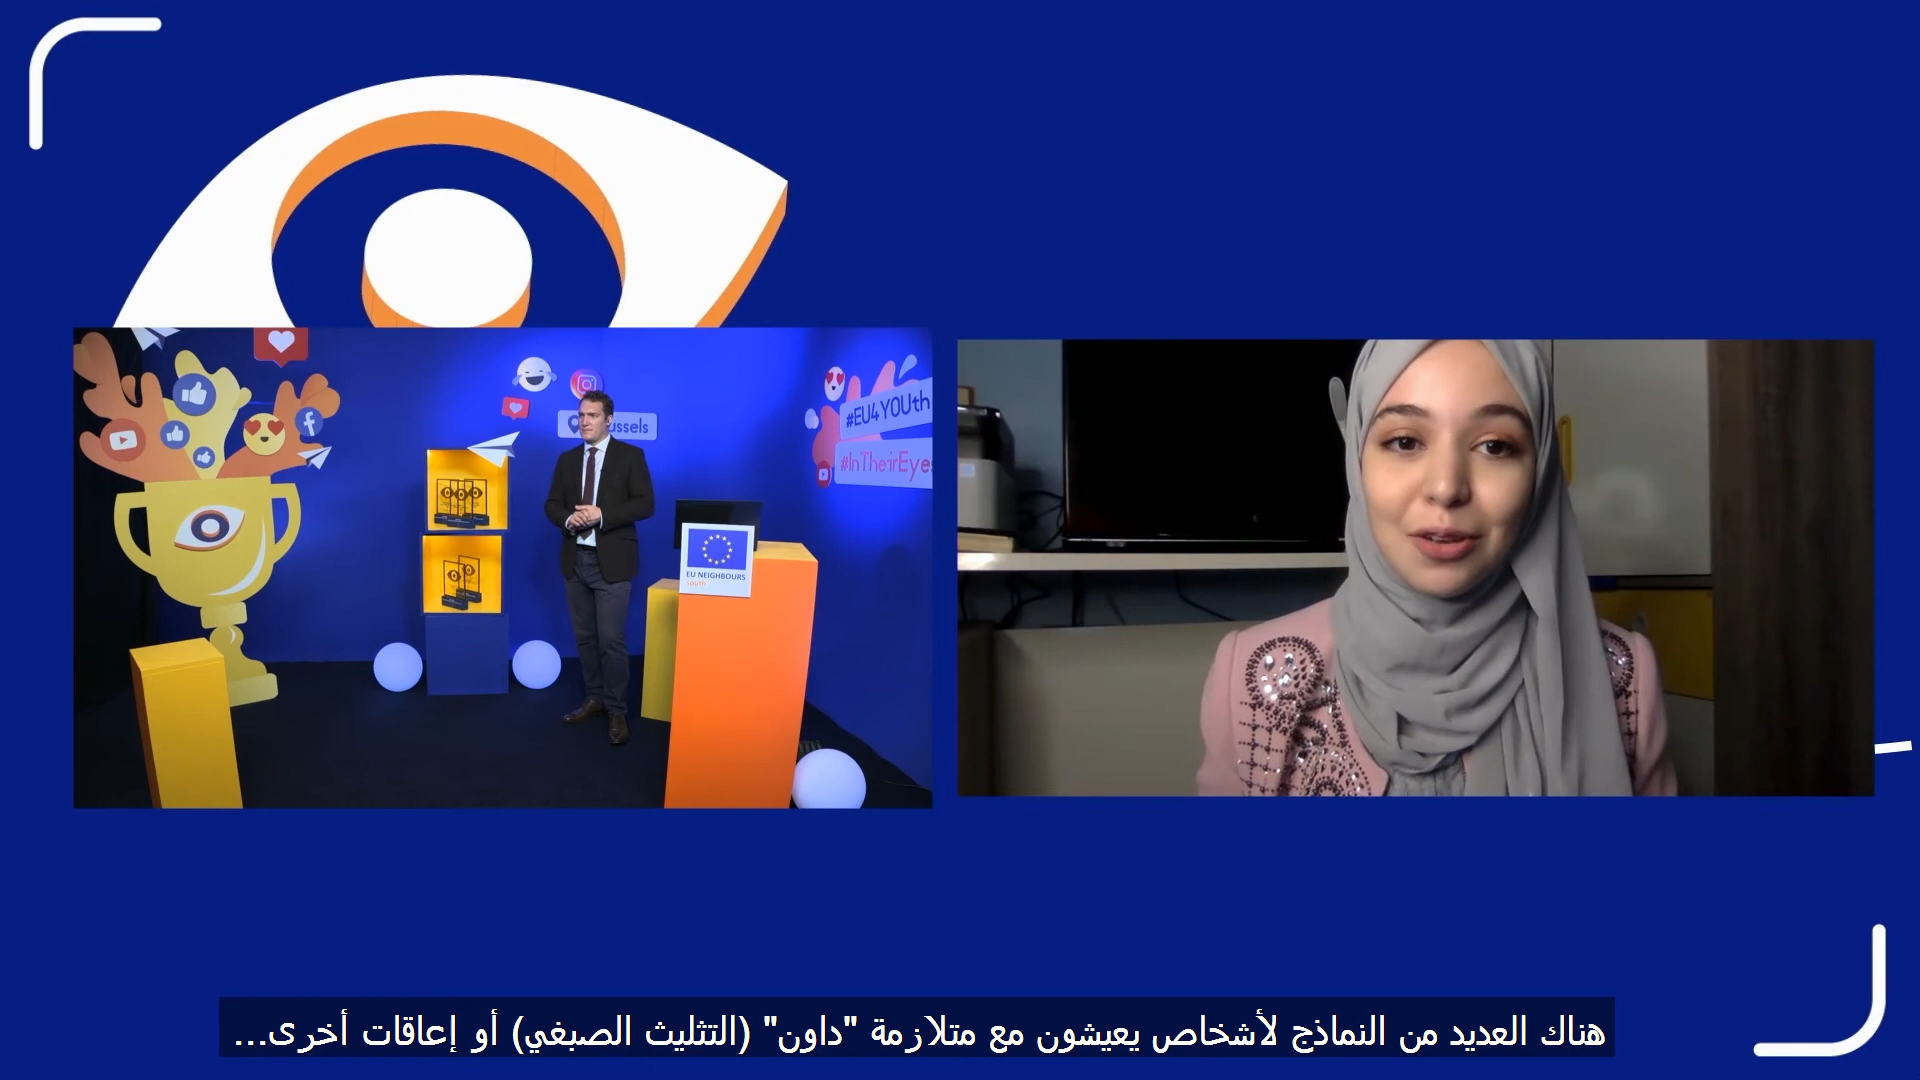 ussels
#EU4YOUth
#InTheirEyes
EU NEIGHBOURS
south
هناك العديد من النماذج لأشخاص يعيشون مع متلازمة "داون" (التثليث الصبغي) أو إعاقات أخرى...